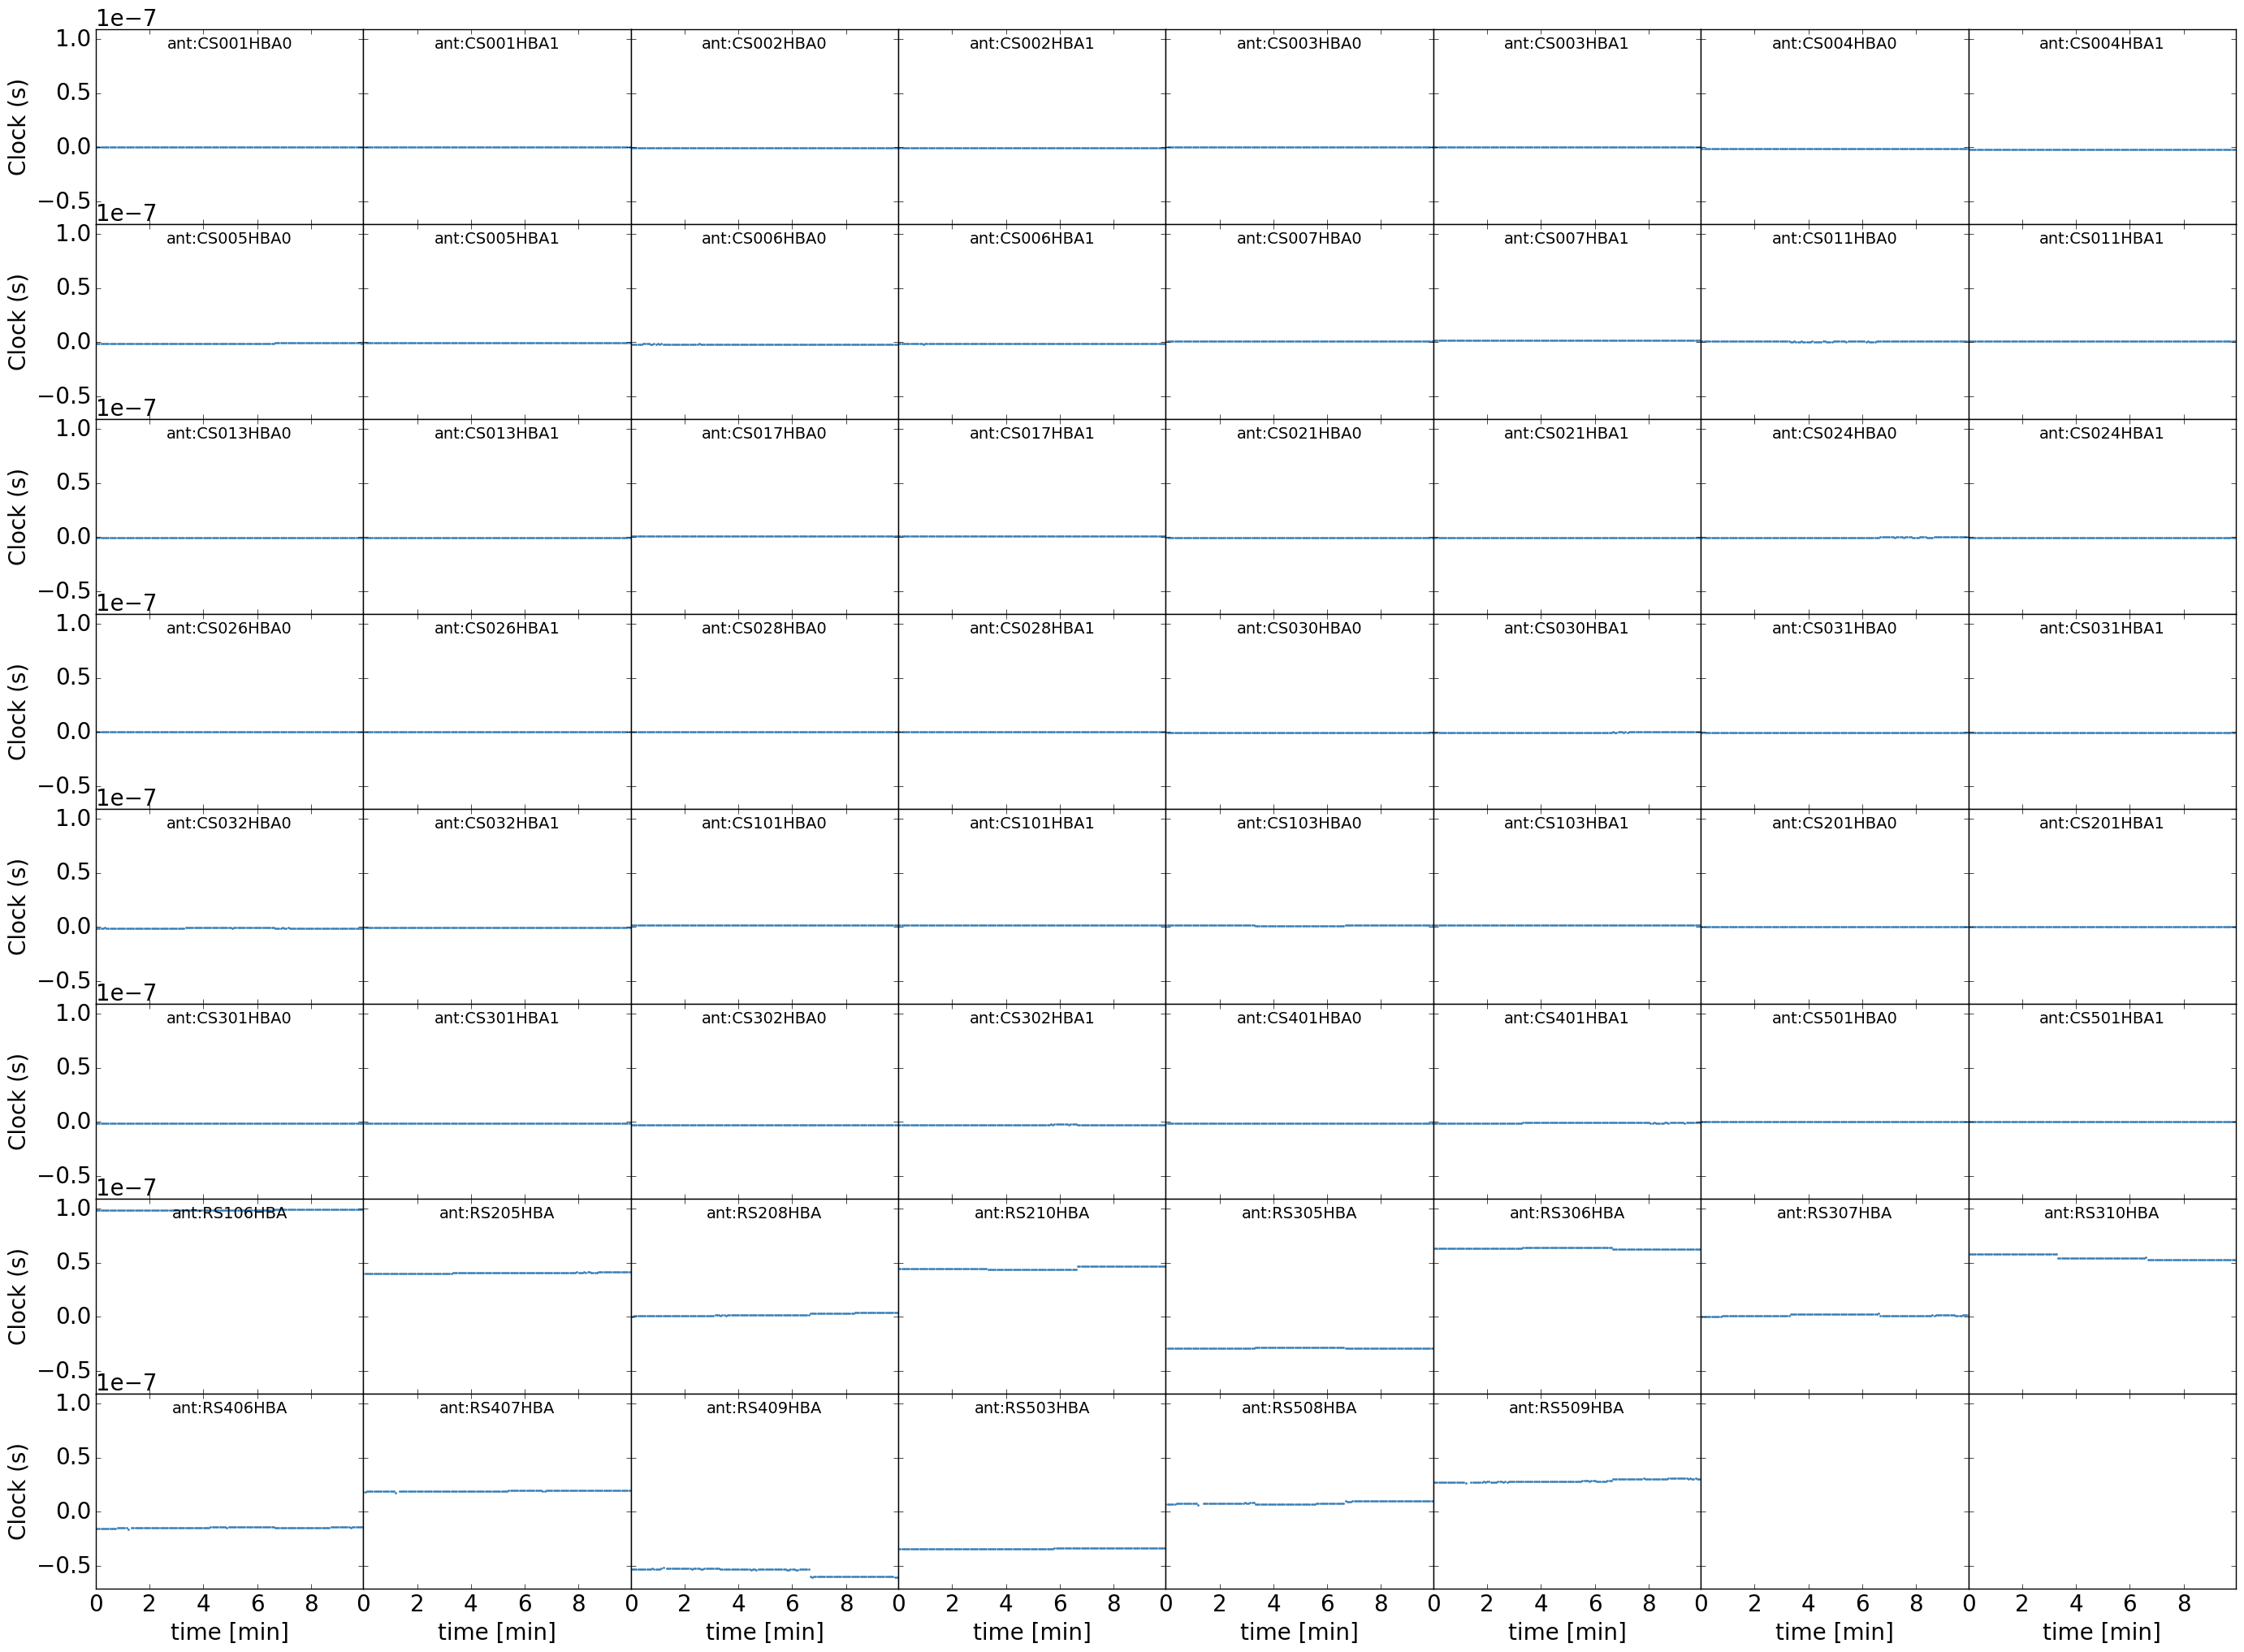 1e−7
ant:CS001HBA0 ant:CS001HBA1 ant:CS002HBA0 ant:CS002HBA1 ant:CS003HBA0 ant:CS003HBA1 ant:CS004HBA0 ant:CS004HBA1
1.0
0.5
0.0
−0.5
Clock (s)
1e−7
ant:CS005HBA0 ant:CS005HBA1 ant:CS006HBA0 ant:CS006HBA1 ant:CS007HBA0 ant:CS007HBA1 ant:CS011HBA0 ant:CS011HBA1
1.0
0.5
0.0
−0.5
Clock (s)
1e−7
ant:CS013HBA0 ant:CS013HBA1 ant:CS017HBA0 ant:CS017HBA1 ant:CS021HBA0 ant:CS021HBA1 ant:CS024HBA0 ant:CS024HBA1
1.0
0.5
0.0
−0.5
Clock (s)
1e−7
ant:CS026HBA0 ant:CS026HBA1 ant:CS028HBA0 ant:CS028HBA1 ant:CS030HBA0 ant:CS030HBA1 ant:CS031HBA0 ant:CS031HBA1
1.0
0.5
0.0
−0.5
Clock (s)
1e−7
ant:CS032HBA0 ant:CS032HBA1 ant:CS101HBA0 ant:CS101HBA1 ant:CS103HBA0 ant:CS103HBA1 ant:CS201HBA0 ant:CS201HBA1
1.0
0.5
0.0
−0.5
Clock (s)
1e−7
ant:CS301HBA0 ant:CS301HBA1 ant:CS302HBA0 ant:CS302HBA1 ant:CS401HBA0 ant:CS401HBA1 ant:CS501HBA0 ant:CS501HBA1
1.0
0.5
0.0
−0.5
Clock (s)
1e−7
ant:RS106HBA ant:RS205HBA ant:RS208HBA ant:RS210HBA ant:RS305HBA ant:RS306HBA ant:RS307HBA ant:RS310HBA
1.0
0.5
0.0
−0.5
Clock (s)
1e−7
ant:RS406HBA ant:RS407HBA ant:RS409HBA ant:RS503HBA ant:RS508HBA ant:RS509HBA
1.0
0.5
0.0
−0.5
Clock (s)
0 2 4 6 8 0 2 4 6 8 0 2 4 6 8 0 2 4 6 8 0 2 4 6 8 0 2 4 6 8 0 2 4 6 8 0 2 4 6 8
time [min] time [min] time [min] time [min] time [min] time [min] time [min] time [min]